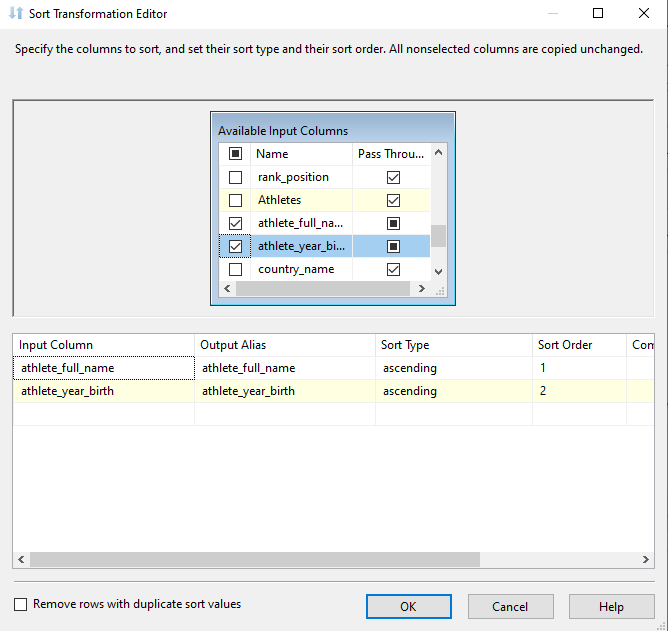 Sort Transformation Editor
Specify the columns to sort, and set their sort type and their sort order. All nonselected columns are copied unchanged.
Available Input Columns
Name Pass Throu...
rank_position
Athletes
athlete_full_na...
athlete_year_bi...
country_name
Input Column Output Alias Sort Type Sort Order Com
athlete_full_name athlete_full_name ascending 1
athlete_year_birth athlete_year_birth ascending 2
Remove rows with duplicate sort values OK Cancel Help